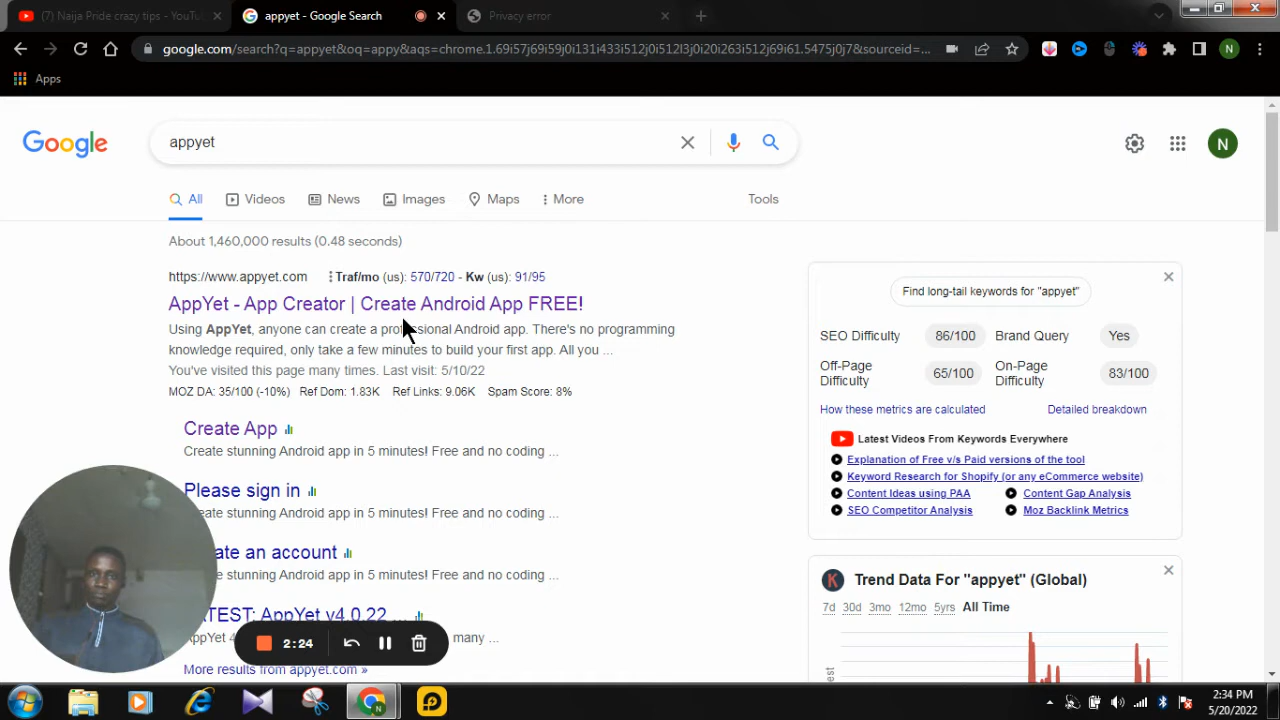 (7) Naija Pride crazy tips - YouTu
appyet - Google Search
Privacy error
google.com/search?q=appyet&oq=appy&aqs=chrome.1.69i57j69i59j0i131i433i512j0i512l3j0i20i263i512j69i61.5475j0j7&sourceid=...
N
Apps
Google
appyet
N
All
Videos
News
Images
Maps
More
Tools
About 1,460,000 results (0.48 seconds)
https://www.appyet.com
Traf/mo (us): 570/720 - Kw (us): 91/95
AppYet - App Creator | Create Android App FREE!
Using AppYet, anyone can create a professional Android app. There's no programming
knowledge required, only take a few minutes to build your first app. All you ...
You've visited this page many times. Last visit: 5/10/22
MOZ DA: 35/100 (-10%) Ref Dom: 1.83K Ref Links: 9.06K Spam Score: 8%
Create App
Create stunning Android app in 5 minutes! Free and no coding ...
Please sign in
Create stunning Android app in 5 minutes! Free and no coding ...
ate an account
ate stunning Android app in 5 minutes! Free and no coding ...
TEST: AppYet v4.0.22 ...
AppYet 4
many ...
More results from appyet.com »
2:24
Find long-tail keywords for "appyet"
SEO Difficulty 86/100 Brand Query Yes
Off-Page Difficulty 65/100 On-Page Difficulty 83/100
How these metrics are calculated
Detailed breakdown
Latest Videos From Keywords Everywhere
Explanation of Free v/s Paid versions of the tool
Keyword Research for Shopify (or any eCommerce website)
Content Ideas using PAA
Content Gap Analysis
SEO Competitor Analysis
Moz Backlink Metrics
K
Trend Data For "appyet" (Global)
7d 30d 3mo 12mo 5yrs All Time
2:34 PM
5/20/2022